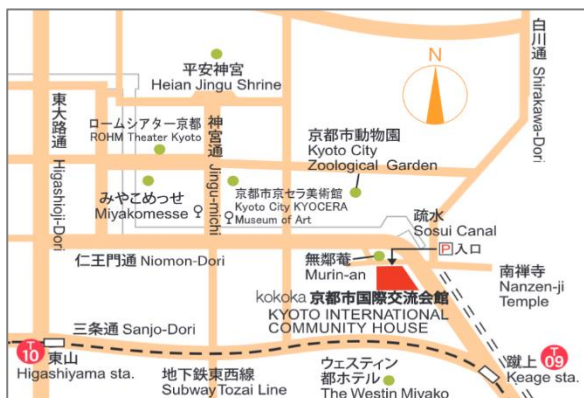 白川通 Shirakawa-Dori
N
平安神宮
Heian Jingu Shrine
東大路通 Higashioji-Dori
ロームシアター京都
ROHM Theater Kyoto
神宮通 Jingu-michi
京都市動物園
Kyoto City
Zoological Garden
みやこめっせ
Miyakomesse
京都市京セラ美術館
Kyoto City KYOCERA
Museum of Art
疏水
Sosui Canal
P入口
仁王門通 Niomon-Dori
無鄰菴
Murin-an
南禅寺
Nanzen-ji
Temple
kokoka 京都市国際交流会館
KYOTO INTERNATIONAL
COMMUNITY HOUSE
三条通 Sanjo-Dori
T
10
東山
Higashiyama sta.
地下鉄東西線
Subway Tozai Line
ウェスティン
都ホテル
The Westin Miyako
T
09
蹴上
Keage sta.